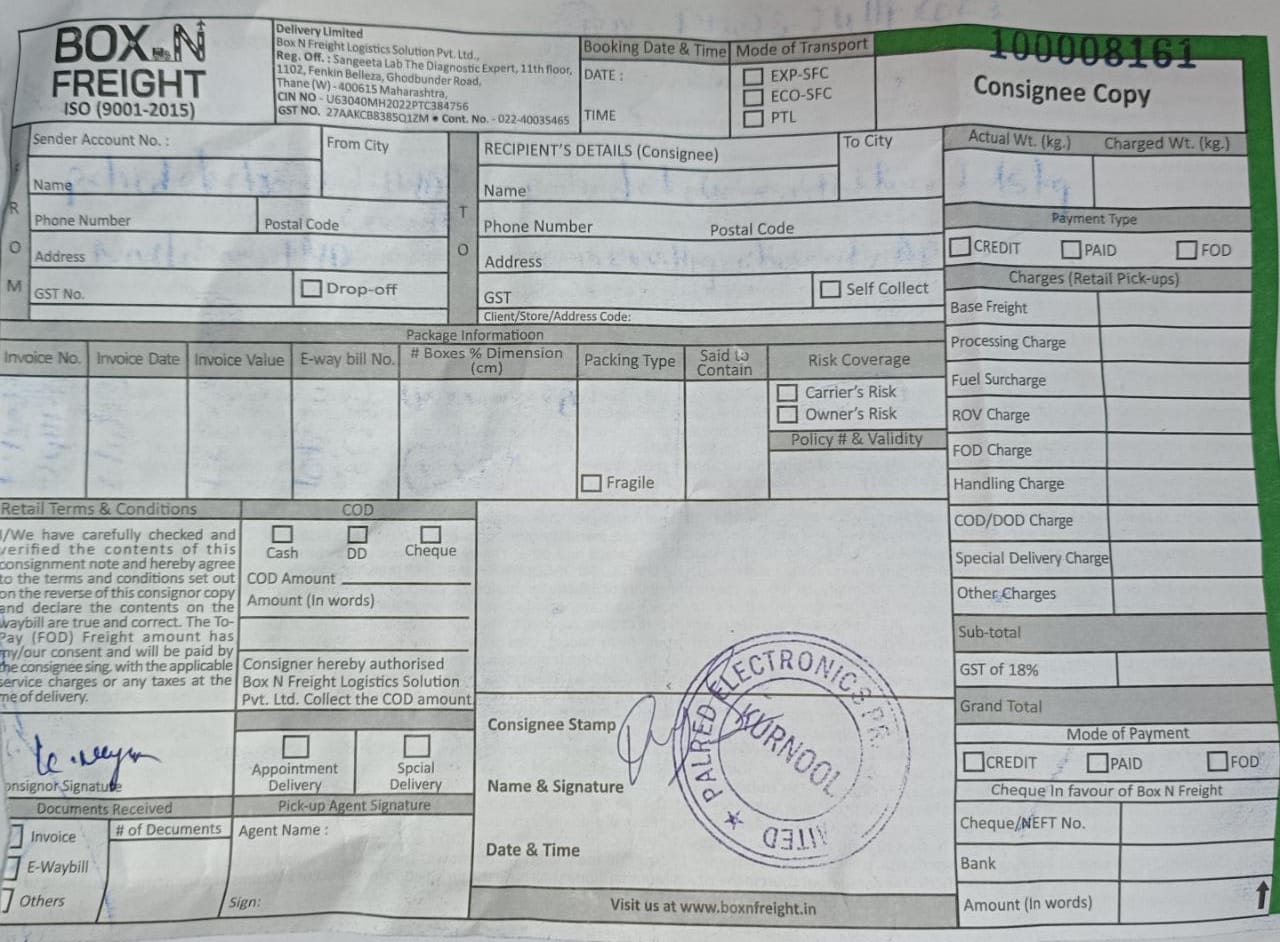 BOX N FREIGHT
ISO (9001-2015)
Delivery Limited
Box N Freight Logistics Solution Pvt. Ltd.,
Reg. Off. : Sangeeta Lab The Diagnostic Expert, 11th floor,
1102, Fenkin Belleza, Ghodbunder Road,
Thane (W) - 400615 Maharashtra,
CIN NO - U63040MH2022PTC384756
GST NO. 27AAKCB8385Q1ZM • Cont. No. - 022-40035465
Booking Date & Time
DATE :
TIME
Mode of Transport
EXP-SFC
ECO-SFC
PTL
100008161
Consignee Copy
FROM
Sender Account No. :
From City
Name
Phone Number
Postal Code
Address
GST No.
Drop-off
TO
RECIPIENT'S DETAILS (Consignee)
To City
Name
Phone Number
Postal Code
Address
GST
Self Collect
Client/Store/Address Code:
Actual Wt. (kg.)
Charged Wt. (kg.)
Payment Type
CREDIT
PAID
FOD
Charges (Retail Pick-ups)
Base Freight
Processing Charge
Fuel Surcharge
ROV Charge
FOD Charge
Handling Charge
COD/DOD Charge
Special Delivery Charge
Other Charges
Sub-total
GST of 18%
Grand Total
Mode of Payment
CREDIT
PAID
FOD
Cheque In favour of Box N Freight
Cheque/NEFT No.
Bank
Amount (In words)
Package Informatioon
Invoice No.
Invoice Date
Invoice Value
E-way bill No.
# Boxes % Dimension
(cm)
Packing Type
Said to
Contain
Risk Coverage
Carrier's Risk
Owner's Risk
Policy # & Validity
Fragile
Retail Terms & Conditions
I/We have carefully checked and
verified the contents of this
consignment note and hereby agree
to the terms and conditions set out
on the reverse of this consignor copy
and declare the contents on the
waybill are true and correct. The To-
Pay (FOD) Freight amount has
my/our consent and will be paid by
the consignee sing. with the applicable
service charges or any taxes at the
me of delivery.
onsignor Signature
COD
Cash
DD
Cheque
COD Amount
Amount (In words)
Consigner hereby authorised
Box N Freight Logistics Solution
Pvt. Ltd. Collect the COD amount
Appointment
Delivery
Spcial
Delivery
Documents Received
Invoice
E-Waybill
Others
# of Decuments
Pick-up Agent Signature
Agent Name :
Sign:
Consignee Stamp
Name & Signature
Date & Time
PALRED ELECTRONICS
KURNOOL
Visit us at www.boxnfreight.in